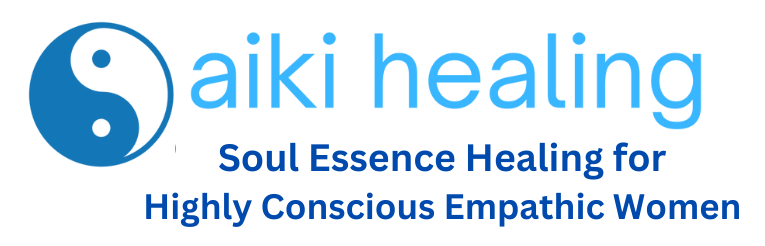 aiki healing
Soul Essence Healing for
Highly Conscious Empathic Women